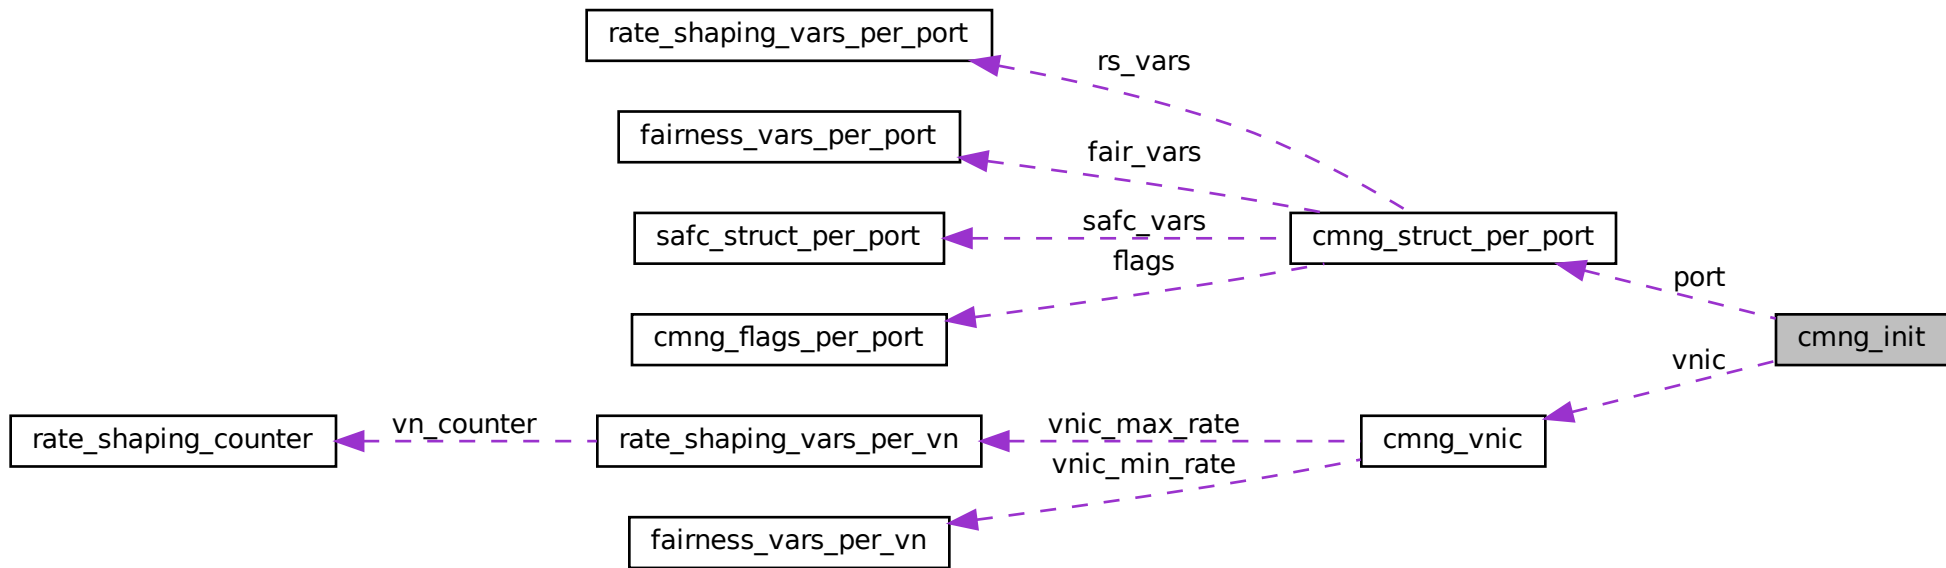 rate_shaping_vars_per_port
rs_vars
fairness_vars_per_port
fair_vars
safc_struct_per_port
safc_vars
cmng_struct_per_port
flags
port
cmng_flags_per_port
cmng_init
vnic
rate_shaping_counter
vn_counter
rate_shaping_vars_per_vn
vnic_max_rate
cmng_vnic
vnic_min_rate
fairness_vars_per_vn